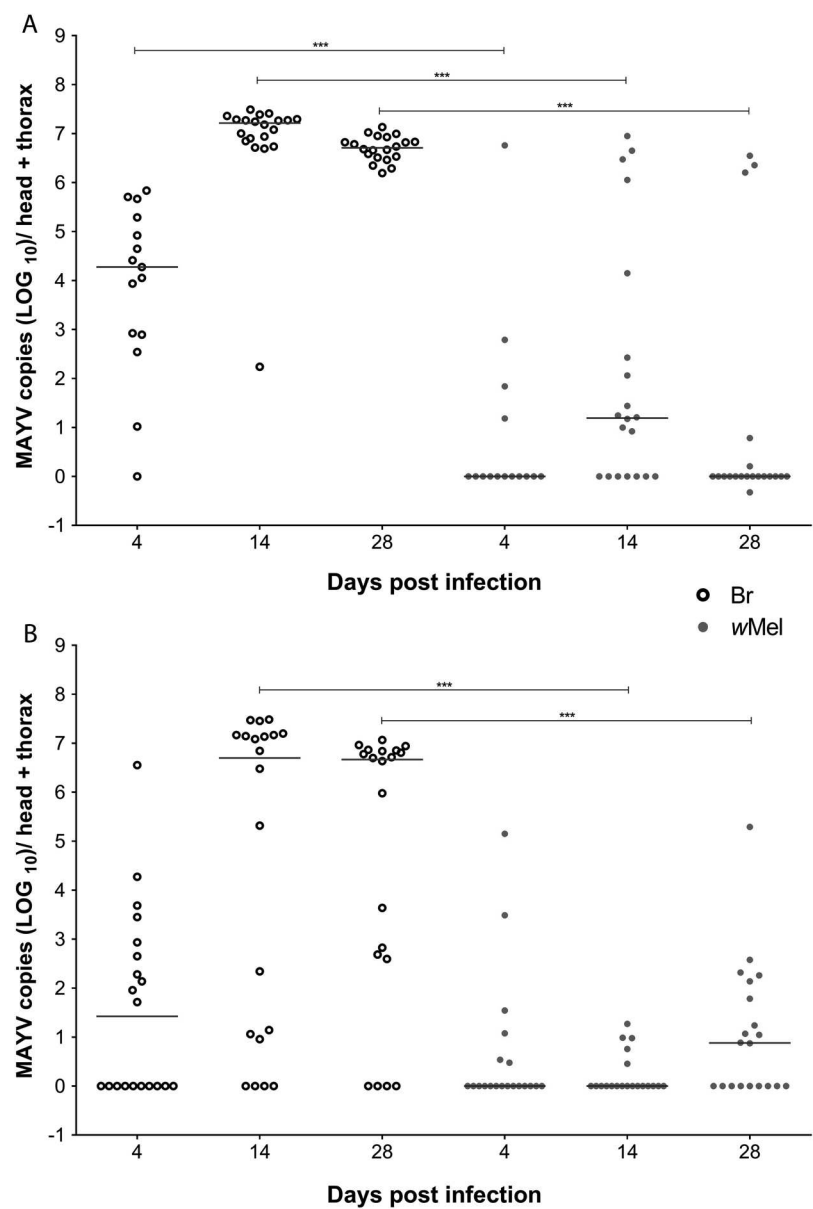 A
9
8
7
6
5
4
3
2
1
0
-1
MAYV copies (LOG 10)/ head + thorax
***
***
***
4 14 28 4 14 28
Days post infection
Br
wMel
B
9
8
7
6
5
4
3
2
1
0
-1
MAYV copies (LOG 10)/ head + thorax
***
***
4 14 28 4 14 28
Days post infection